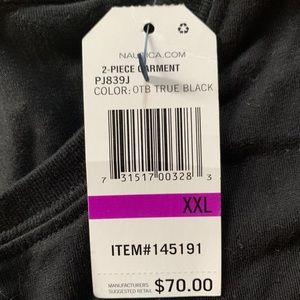 NAUTICA.COM
2-PIECE GARMENT
PJ839J
COLOR: 0TB TRUE BLACK
7 31517 00328 3
XXL
ITEM#145191
MANUFACTURERS
SUGGESTED RETAIL $70.00